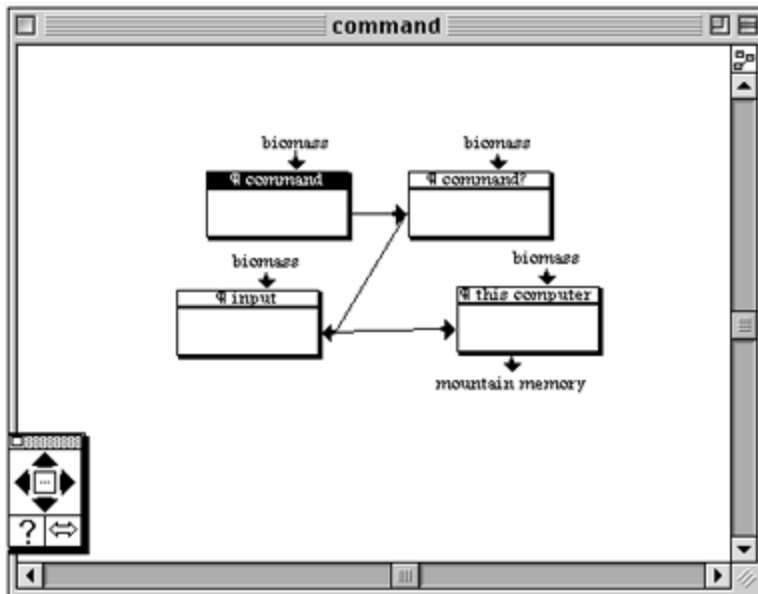 command
biomass
biomass
¶ command
¶ command?
biomass
biomass
¶ input
¶ this computer
mountain memory
...
?